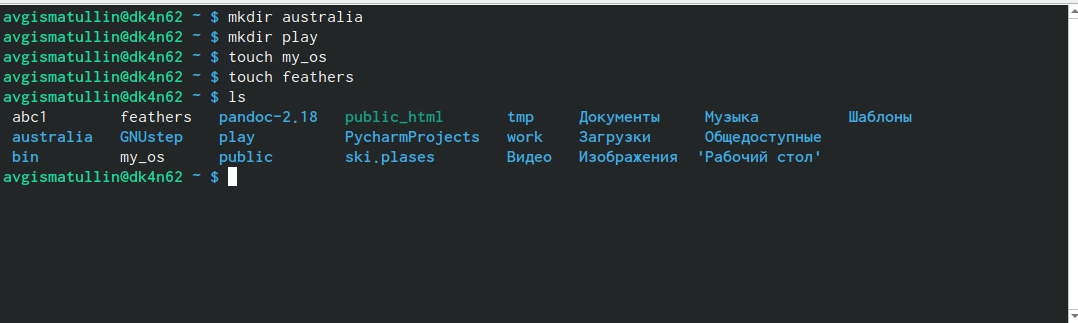 avgismatullin@dk4n62 ~ $ mkdir australia
avgismatullin@dk4n62 ~ $ mkdir play
avgismatullin@dk4n62 ~ $ touch my_os
avgismatullin@dk4n62 ~ $ touch feathers
avgismatullin@dk4n62 ~ $ ls
abc1 feathers pandoc-2.18 public_html tmp Документы Музыка Шаблоны
australia GNUstep play PycharmProjects work Загрузки Общедоступные
bin my_os public ski.plases Видео Изображения 'Рабочий стол'
avgismatullin@dk4n62 ~ $